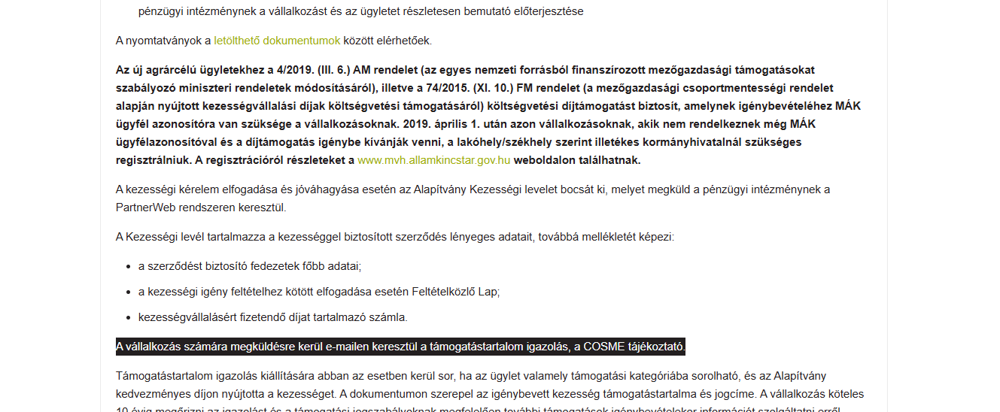 pénzügyi intézménynek a vállalkozást és az ügyletet részletesen bemutató előterjesztése
A nyomtatványok a letölthető dokumentumok között elérhetőek.
Az új agrárcélú ügyletekhez a 4/2019. (III. 6.) AM rendelet (az egyes nemzeti forrásból finanszírozott mezőgazdasági támogatásokat
szabályozó miniszteri rendeletek módosításáról), illetve a 74/2015. (XI. 10.) FM rendelet (a mezőgazdasági csoportmentességi rendelet
alapján nyújtott kezességvállalási díjak költségvetési támogatásáról) költségvetési díjtámogatást biztosít, amelynek igénybevételéhez MÁK
ügyfél azonosítóra van szüksége a vállalkozásoknak. 2019. április 1. után azon vállalkozásoknak, akik nem rendelkeznek még MÁK
ügyfélazonosítóval és a díjtámogatás igénybe kívánják venni, a lakóhely/székhely szerint illetékes kormányhivatalnál szükséges
regisztrálniuk. A regisztrációról részleteket a www.mvh.allamkincstar.gov.hu weboldalon találhatnak.
A kezességi kérelem elfogadása és jóváhagyása esetén az Alapítvány Kezességi levelet bocsát ki, melyet megküld a pénzügyi intézménynek a
PartnerWeb rendszeren keresztül.
A Kezességi levél tartalmazza a kezességgel biztosított szerződés lényeges adatait, továbbá mellékletét képezi:
• a szerződést biztosító fedezetek főbb adatai;
• a kezességi igény feltételhez kötött elfogadása esetén Feltételközlő Lap;
• kezességvállalásért fizetendő díjat tartalmazó számla.
A vállalkozás számára megküldésre kerül e-mailen keresztül a támogatástartalom igazolás, a COSME tájékoztató.
Támogatástartalom igazolás kiállítására abban az esetben kerül sor, ha az ügylet valamely támogatási kategóriába sorolható, és az Alapítvány
kedvezményes díjon nyújtotta a kezességet. A dokumentumon szerepel az igénybevett kezesség támogatástartalma és jogcíme. A vállalkozás köteles
10 évig megőrizni az igazolást és a támogatási jogszabályoknak megfelelően további támogatások igénybevételekor információt szolgáltatni erről